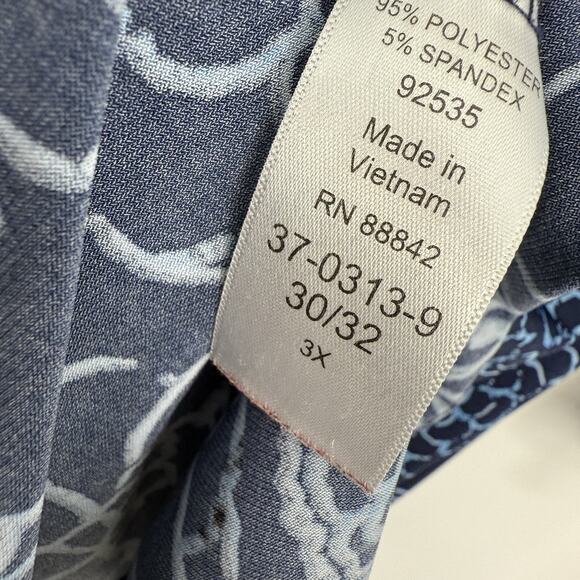 95% POLYESTER
5% SPANDEX
92535
Made in
Vietnam
RN 88842
37-0313-9
30/32
3X